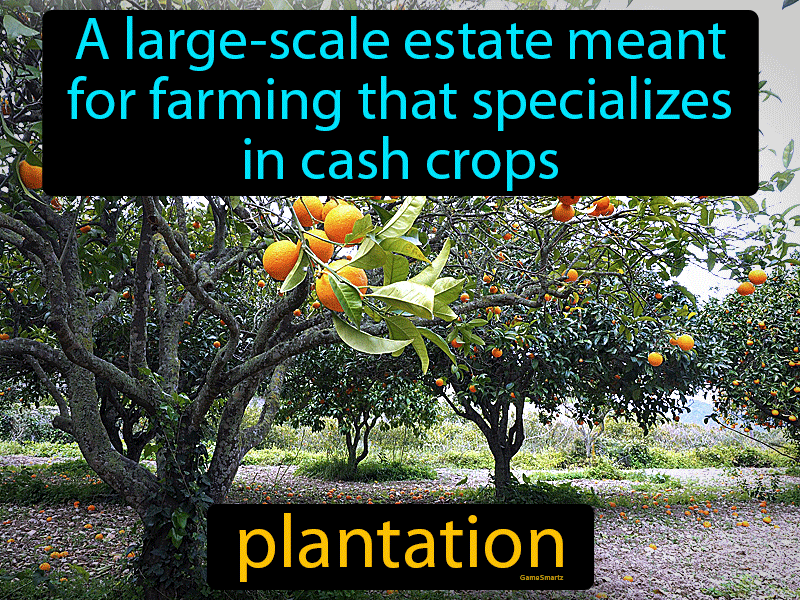 A large-scale estate meant
for farming that specializes
in cash crops
plantation
GameSmartz